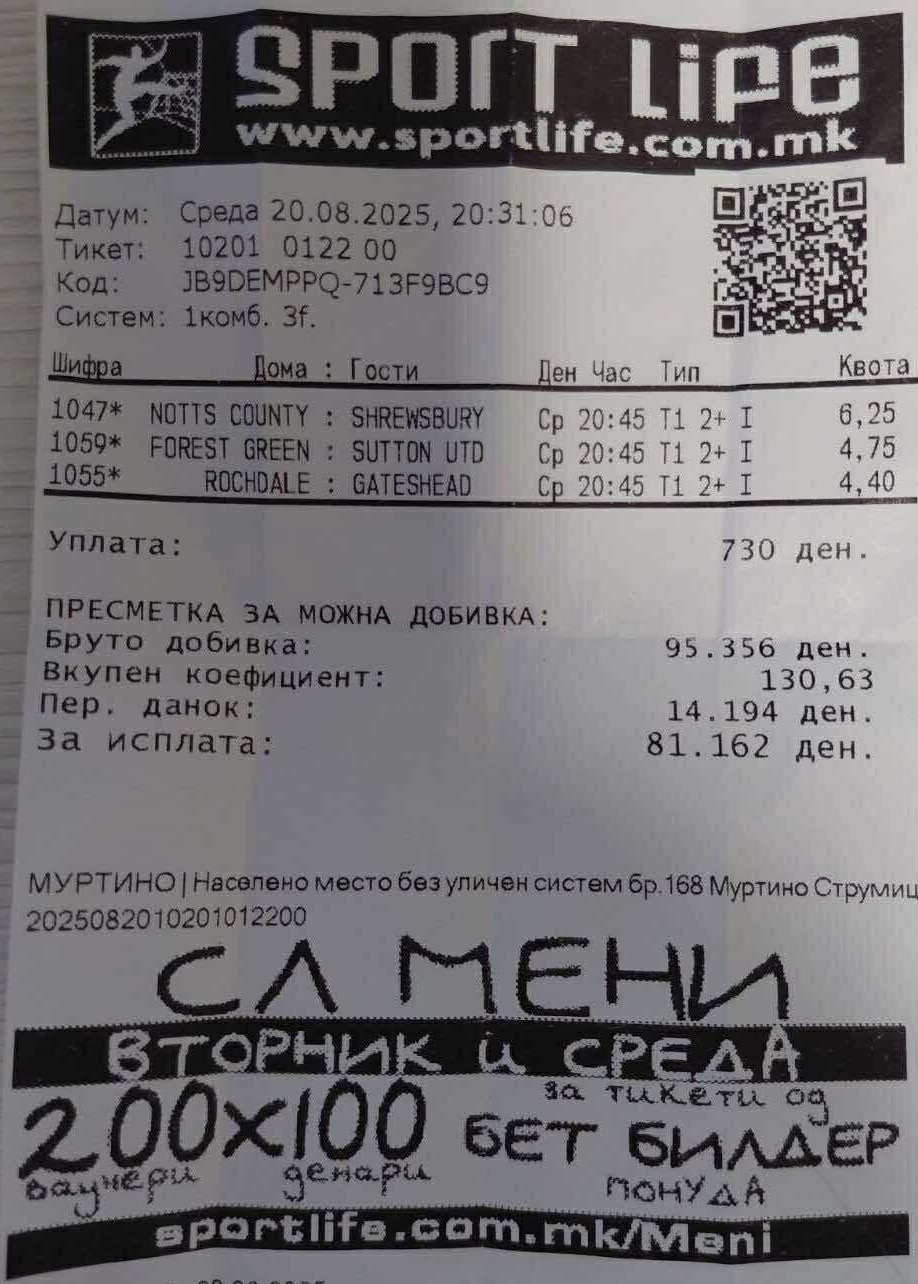 SPORT LIFE
www.sportlife.com.mk
Датум: Среда 20.08.2025, 20:31:06
Тикет: 10201 0122 00
Код: JB9DEMPPQ-713F9BC9
Систем: 1комб. 3f.
Шифра Дома : Гости Ден Час Тип Квота
1047* NOTTS COUNTY : SHREWSBURY Ср 20:45 T1 2+ I 6,25
1059* FOREST GREEN : SUTTON UTD Ср 20:45 T1 2+ I 4,75
1055* ROCHDALE : GATESHEAD Ср 20:45 T1 2+ I 4,40
Уплата: 730 ден.
ПРЕСМЕТКА ЗА МОЖНА ДОБИВКА:
Бруто добивка: 95.356 ден.
Вкупен коефициент: 130,63
Пер. данок: 14.194 ден.
За исплата: 81.162 ден.
МУРТИНО | Населено место без уличен систем бр.168 Муртино Струмиц
2025082010201012200
СЛ МЕНИ
ВТОРНИК и СРЕДА
200x100 за тикети од
БЕТ БИЛДЕР
ваучери денари ПОНУДА
sportlife.com.mk/Meni